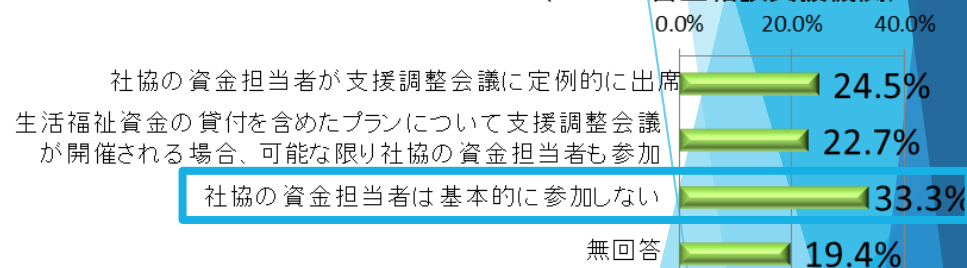 0.0% 20.0% 40.0%
社協の資金担当者が支援調整会議に定例的に出席
24.5%
生活福祉資金の貸付を含めたプランについて支援調整会議
が開催される場合、可能な限り社協の資金担当者も参加
22.7%
社協の資金担当者は基本的に参加しない
33.3%
無回答
19.4%